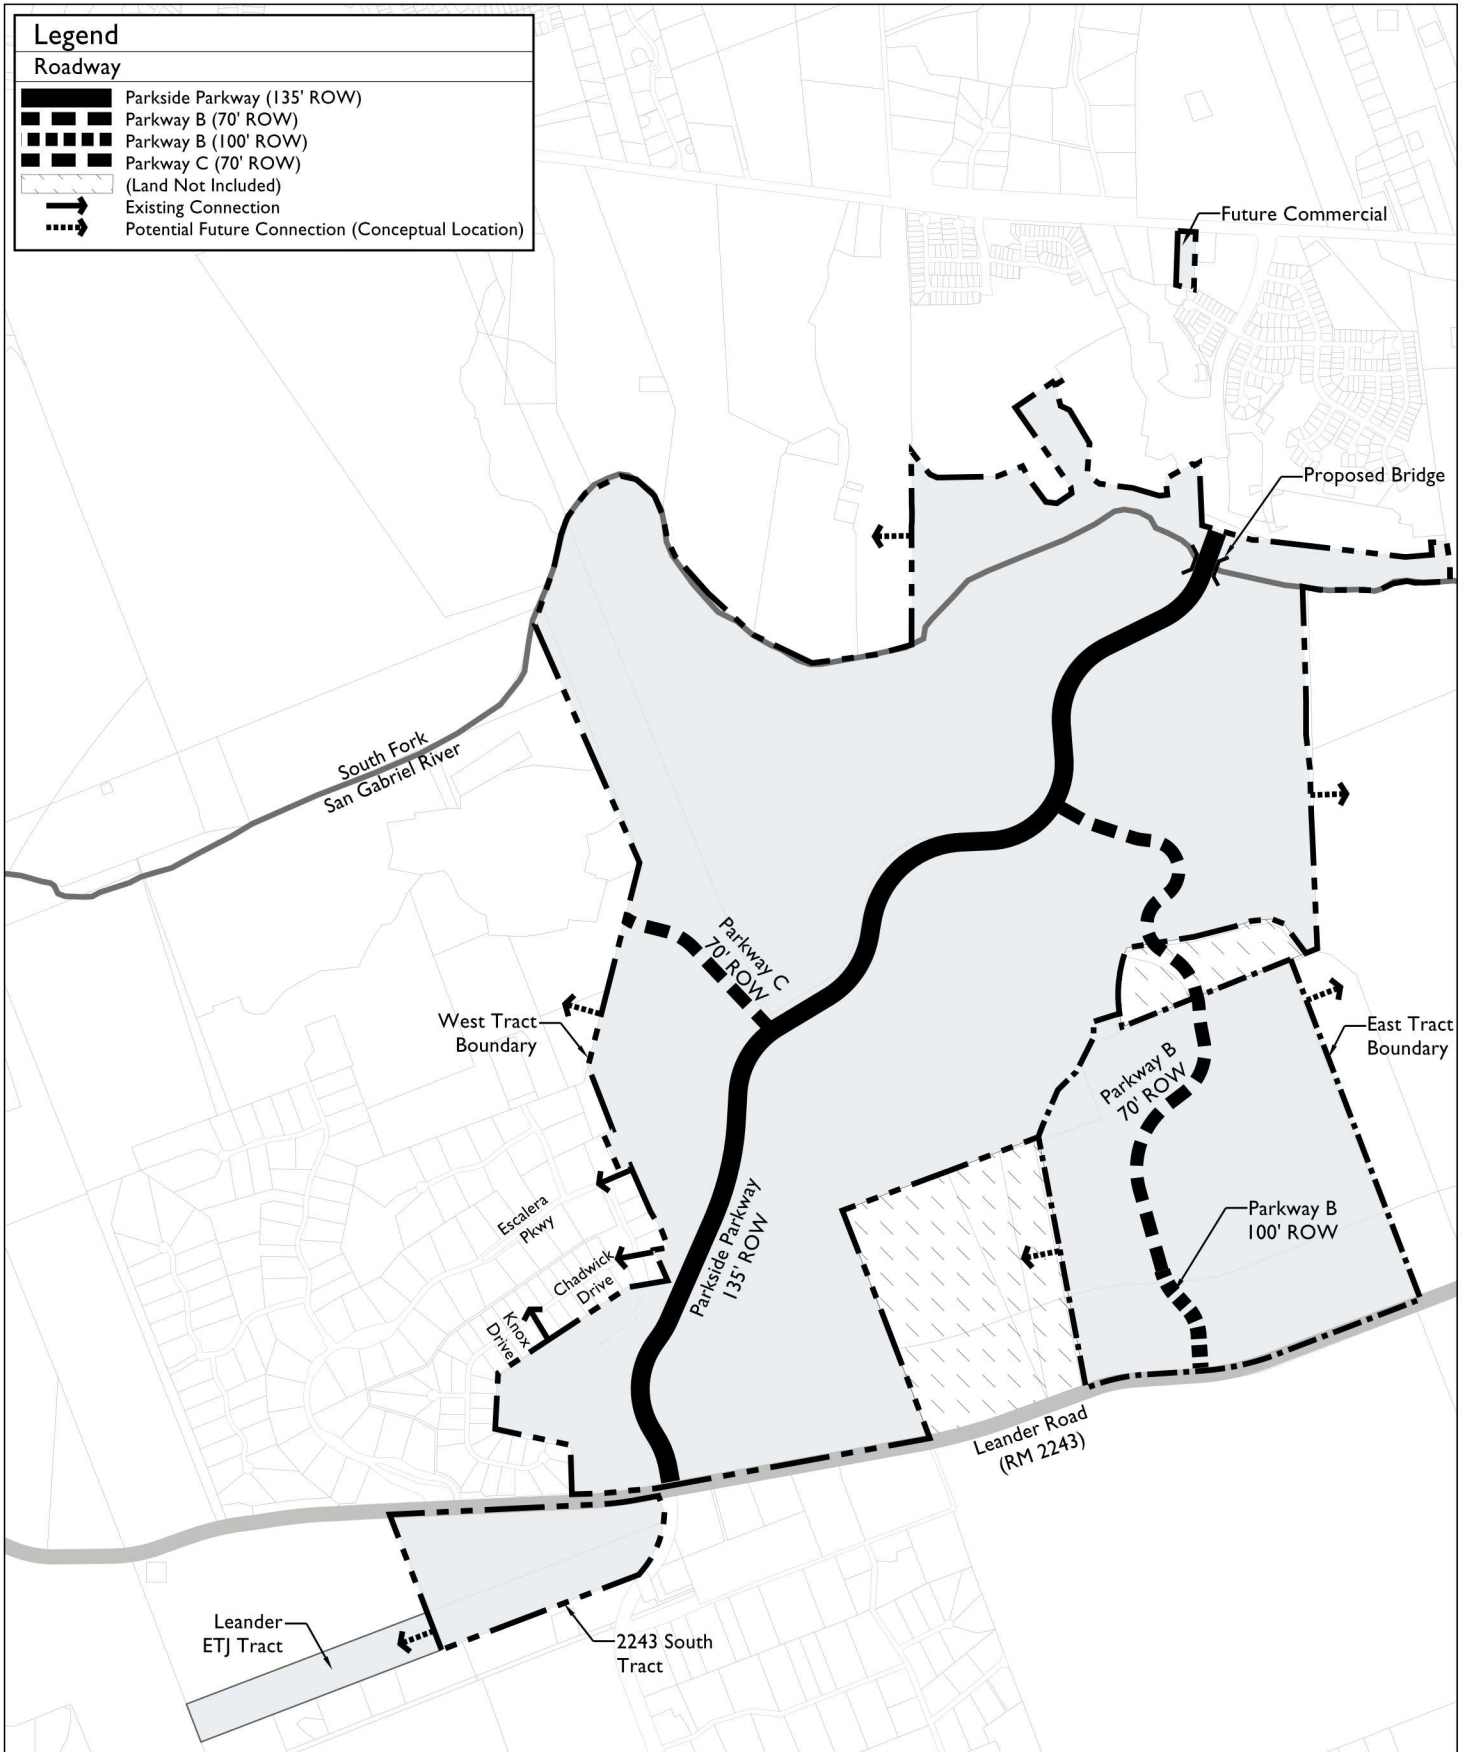 Legend
Roadway
Parkside Parkway (135' ROW)
Parkway B (70' ROW)
Parkway B (100' ROW)
Parkway C (70' ROW)
(Land Not Included)
Existing Connection
Potential Future Connection (Conceptual Location)
Future Commercial
Proposed Bridge
South Fork
San Gabriel River
Parkway C
70' ROW
West Tract
Boundary
East Tract
Boundary
Parkway B
70' ROW
Parkside Parkway
135' ROW
Escalera
Pkwy
Parkway B
100' ROW
Chadwick
Drive
Knox
Drive
Leander Road
(RM 2243)
Leander
ETJ Tract
2243 South
Tract